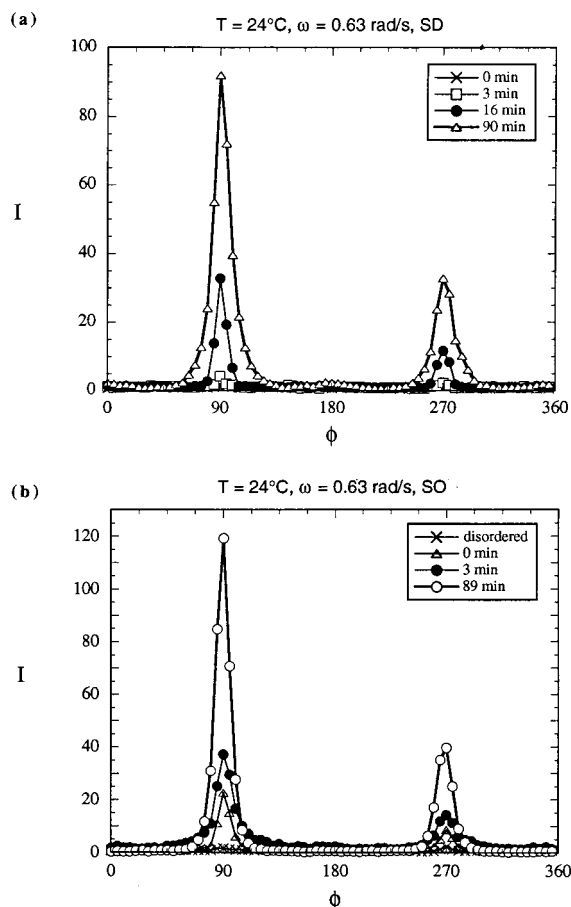 (a)
T = 24°C, ω = 0.63 rad/s, SD
100
80
60
40
20
0
I
0 min
3 min
16 min
90 min
0 90 180 270 360
ϕ
(b)
T = 24°C, ω = 0.63 rad/s, SO
120
100
80
60
40
20
0
I
disordered
0 min
3 min
89 min
0 90 180 270 360
ϕ